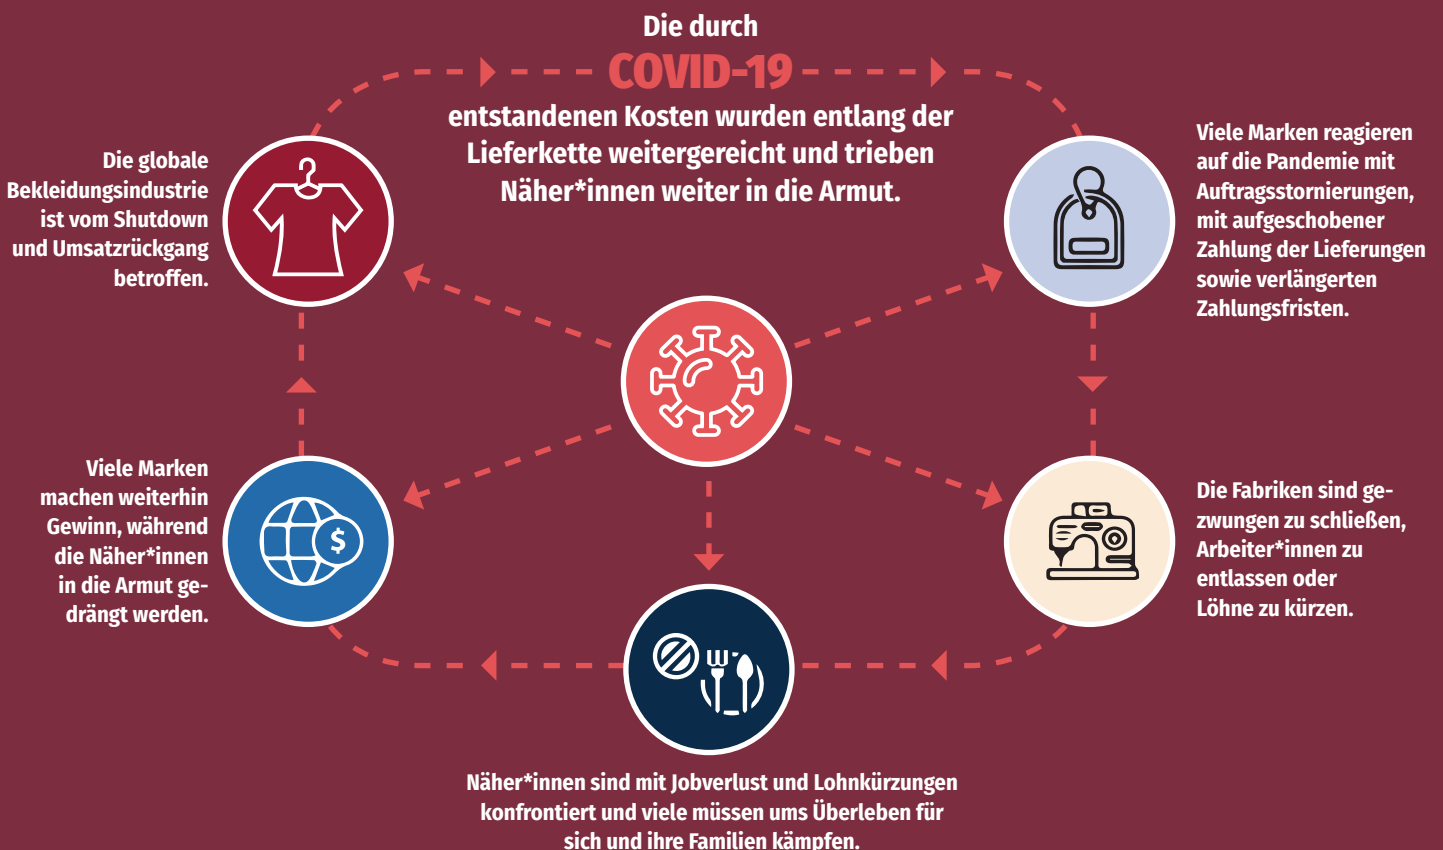 Die durch
COVID-19
entstandenen Kosten wurden entlang der
Lieferkette weitergereicht und trieben
Näher*innen weiter in die Armut.
Die globale
Bekleidungsindustrie
ist vom Shutdown
und Umsatzrückgang
betroffen.
Viele Marken reagieren
auf die Pandemie mit
Auftragsstornierungen,
mit aufgeschobener
Zahlung der Lieferungen
sowie verlängerten
Zahlungsfristen.
Die Fabriken sind ge-
zwungen zu schließen,
Arbeiter*innen zu
entlassen oder
Löhne zu kürzen.
Näher*innen sind mit Jobverlust und Lohnkürzungen
konfrontiert und viele müssen ums Überleben für
sich und ihre Familien kämpfen.
Viele Marken
machen weiterhin
Gewinn, während
die Näher*innen
in die Armut ge-
drängt werden.
$